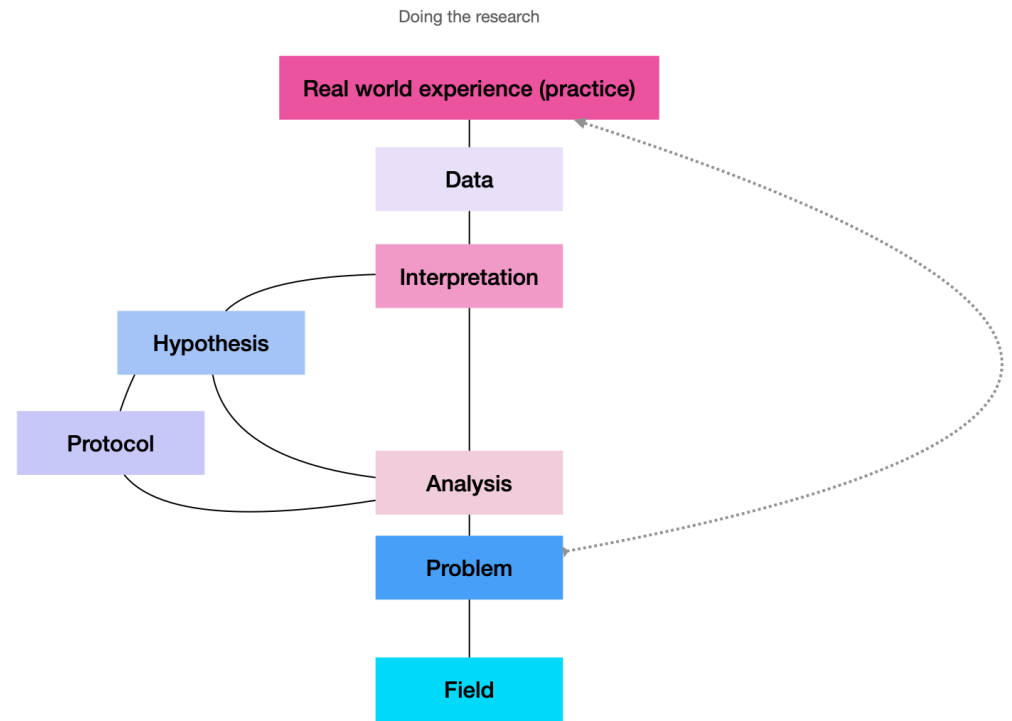 Doing the research
Real world experience (practice)
Data
Interpretation
Hypothesis
Protocol
Analysis
Problem
Field